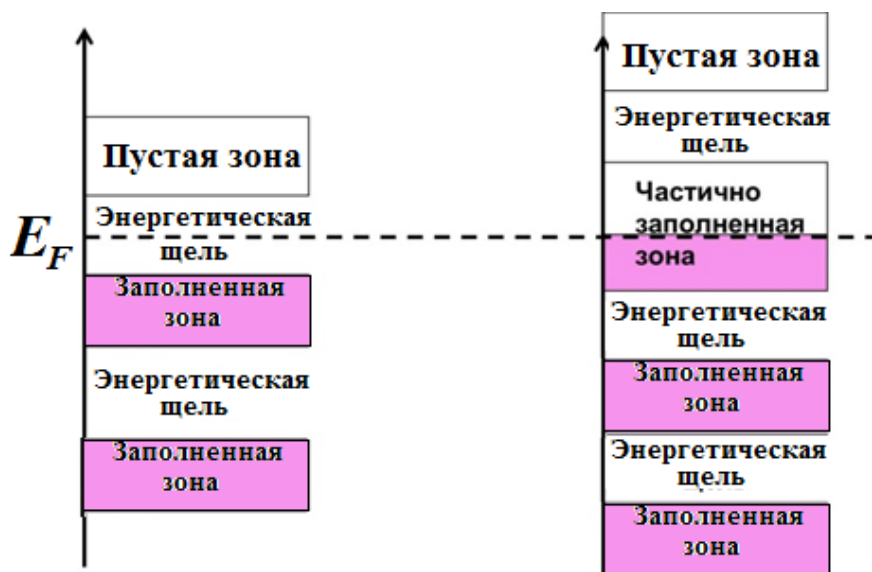 Пустая зона
Энергетическая
щель
E_F
Заполненная
зона
Энергетическая
щель
Заполненная
зона
Пустая зона
Энергетическая
щель
Частично
заполненная
зона
Энергетическая
щель
Заполненная
зона
Энергетическая
щель
Заполненная
зона